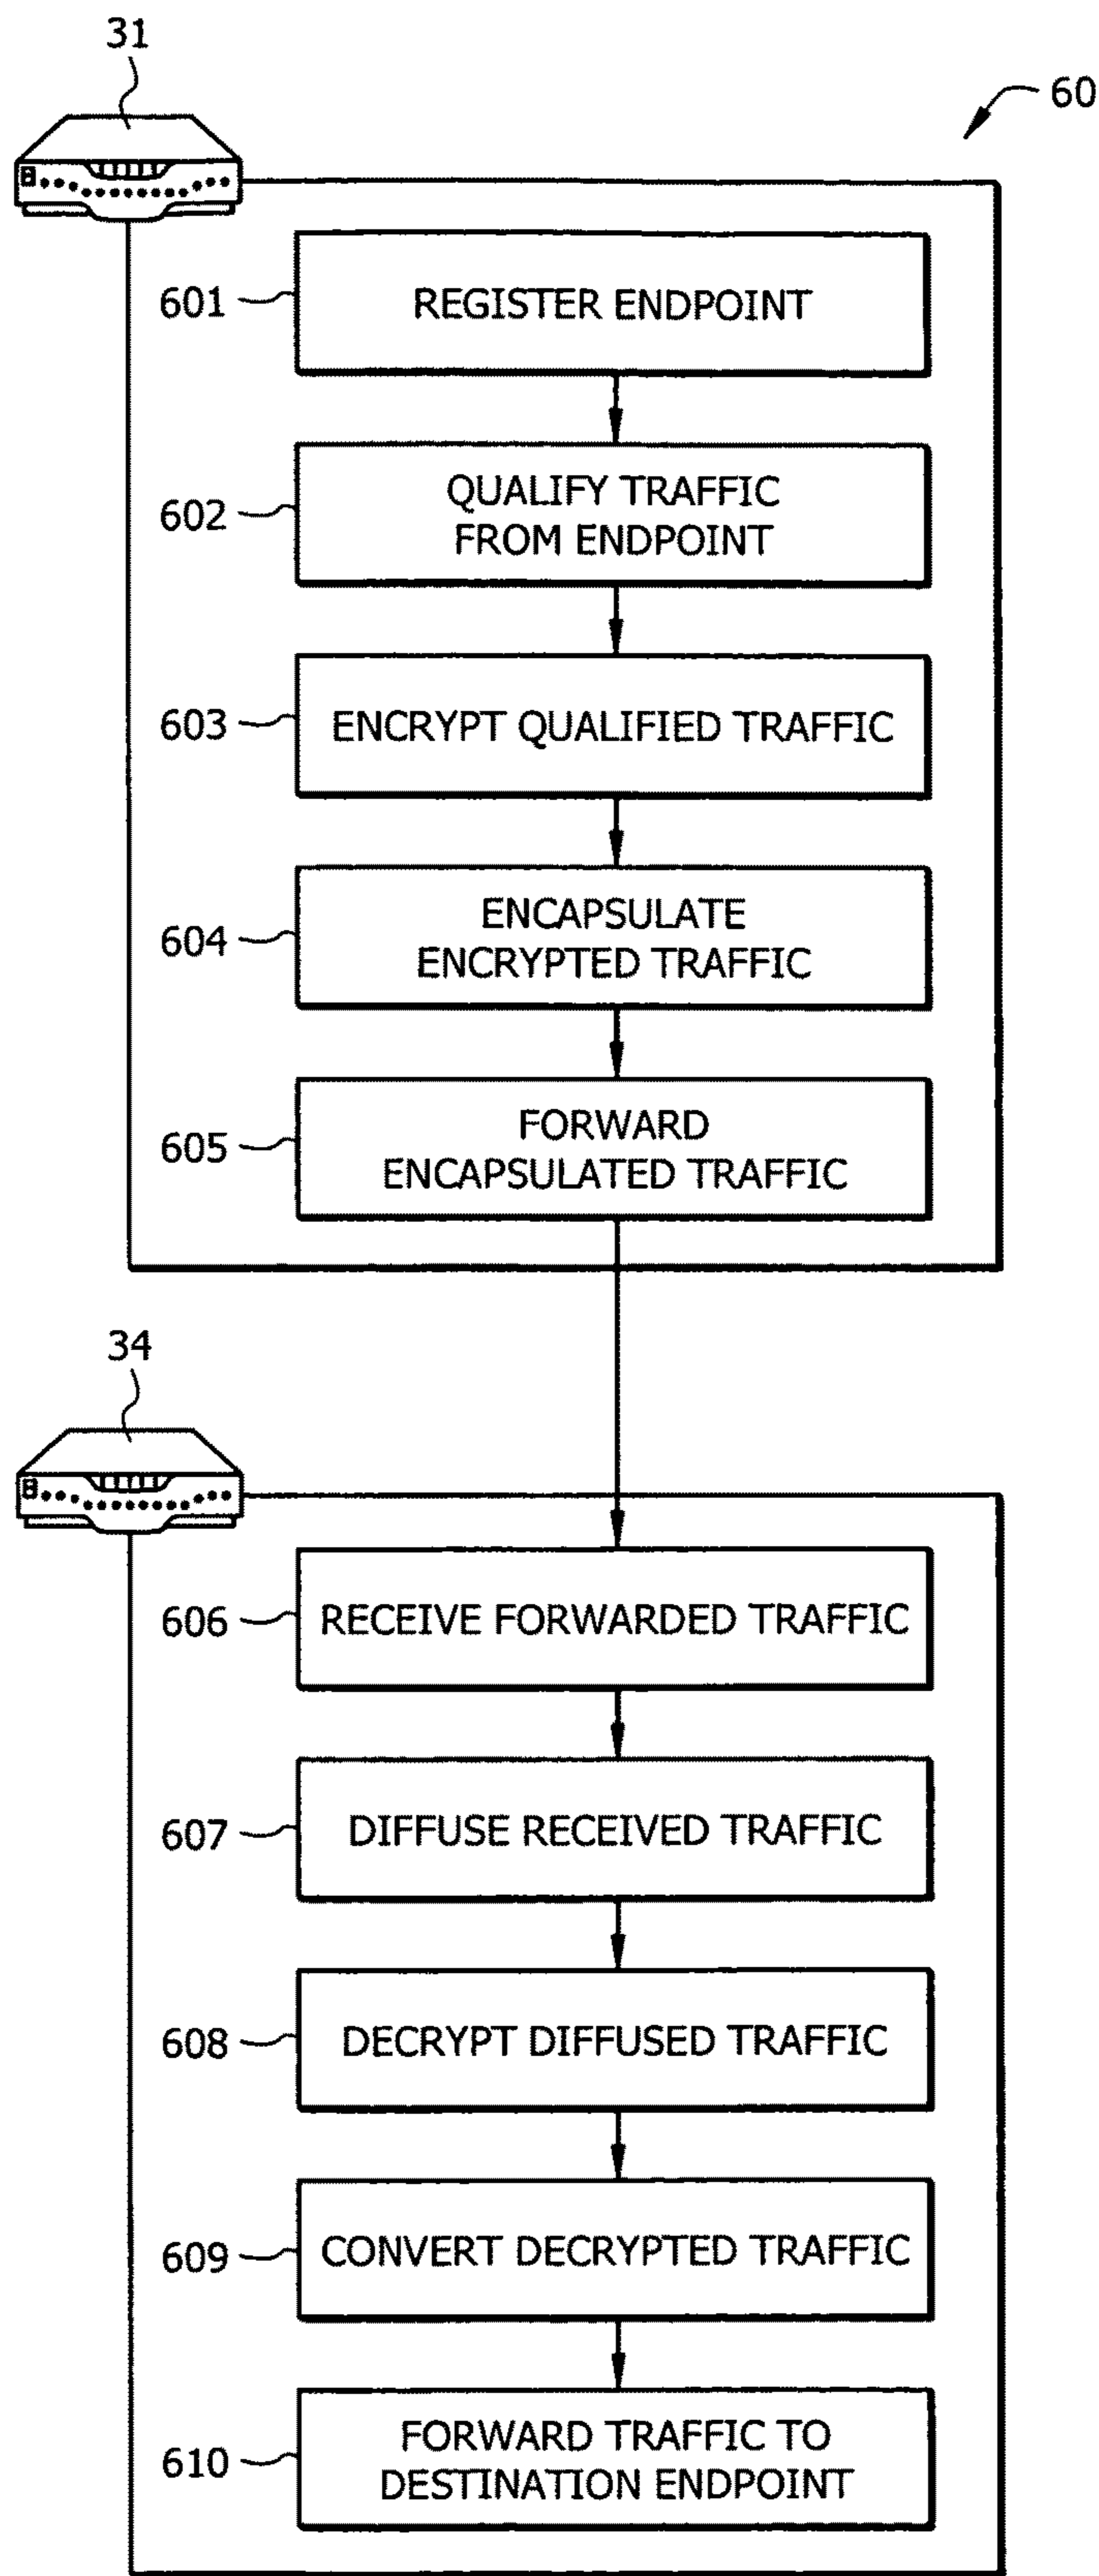 31
60
601
REGISTER ENDPOINT
602
QUALIFY TRAFFIC
FROM ENDPOINT
603
ENCRYPT QUALIFIED TRAFFIC
604
ENCAPSULATE
ENCRYPTED TRAFFIC
605
FORWARD
ENCAPSULATED TRAFFIC
34
606
RECEIVE FORWARDED TRAFFIC
607
DIFFUSE RECEIVED TRAFFIC
608
DECRYPT DIFFUSED TRAFFIC
609
CONVERT DECRYPTED TRAFFIC
610
FORWARD TRAFFIC TO
DESTINATION ENDPOINT